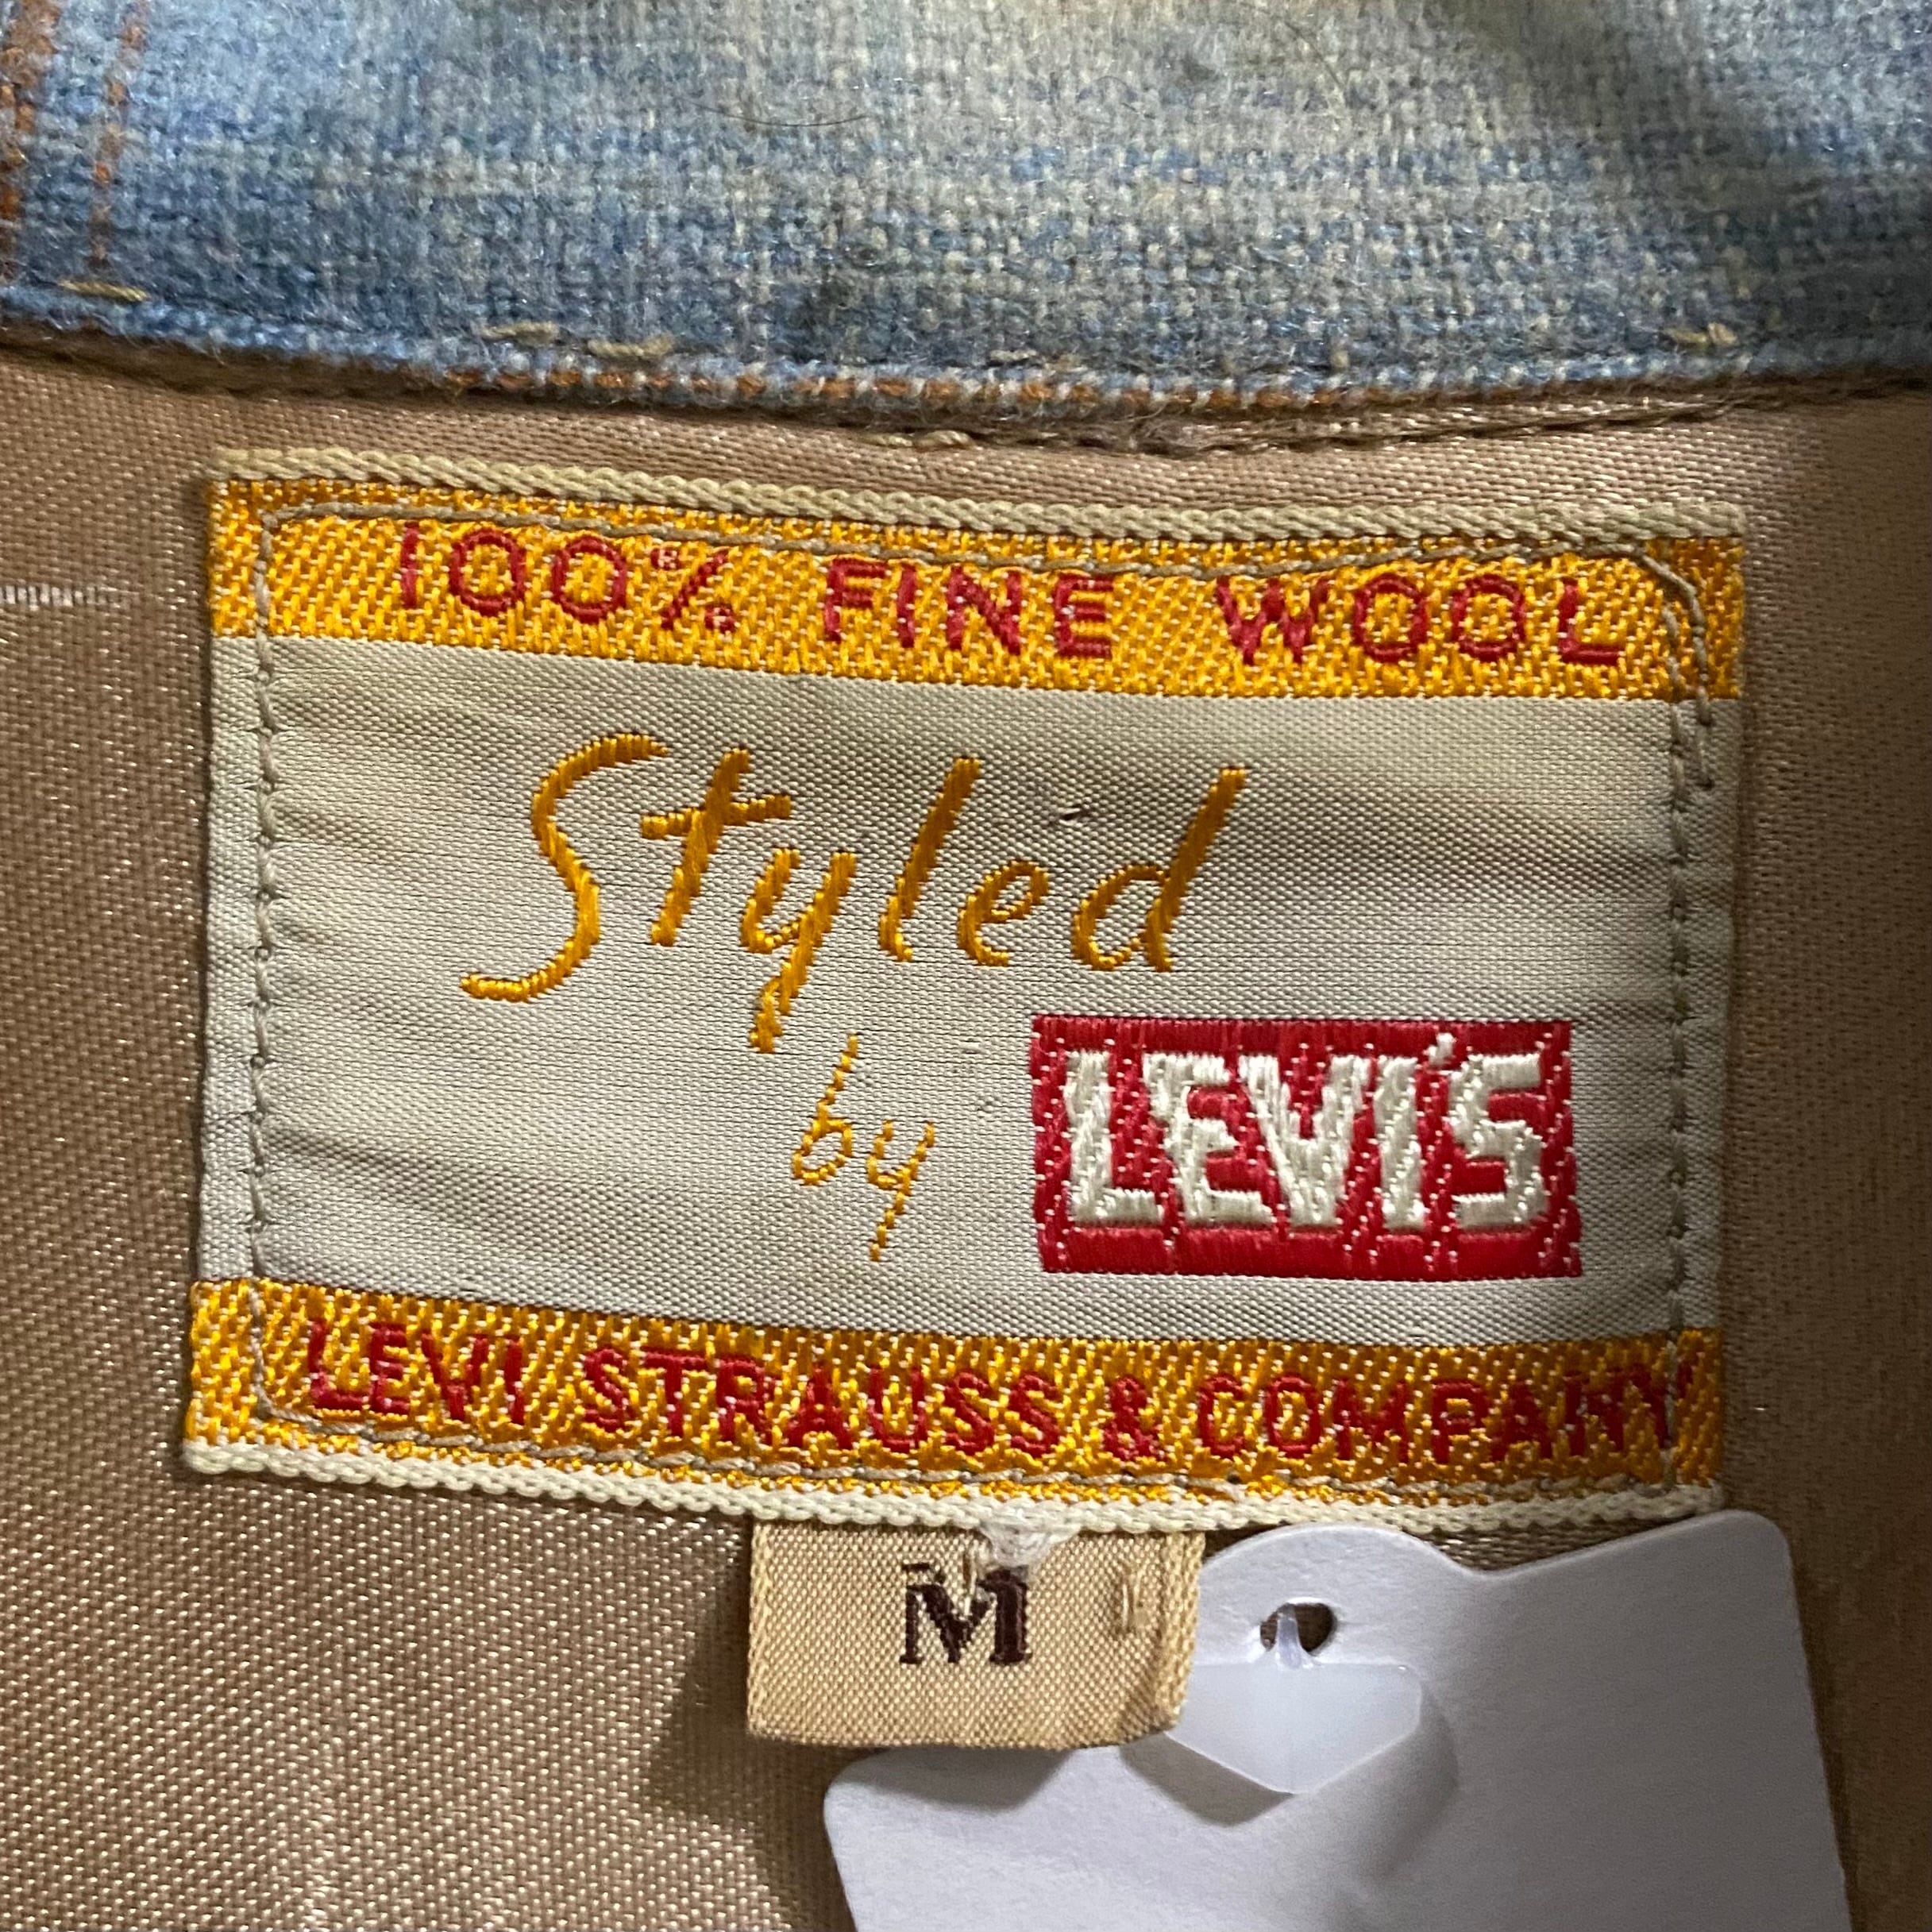 100% FINE WOOL
Styled
by LEVI'S
LEVI STRAUSS & COMPANY
M